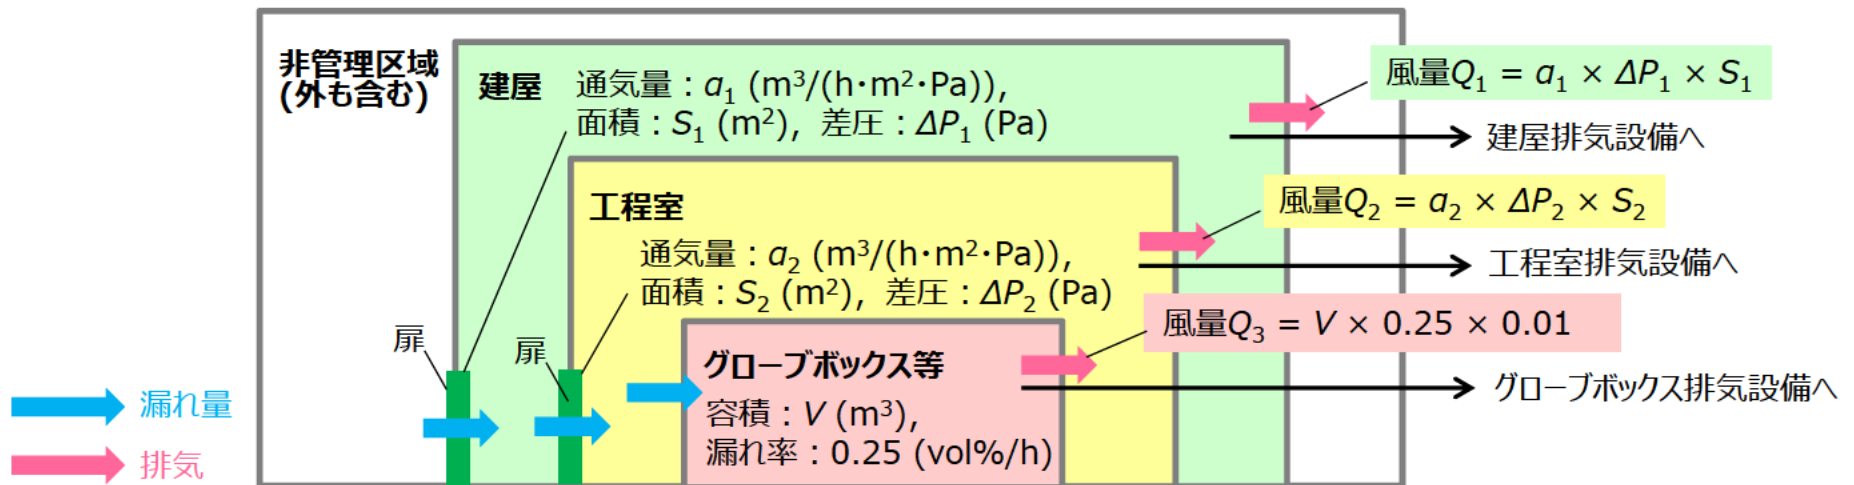 非管理区域
(外も含む)
建屋
通気量：a₁ (m³/(h･m²･Pa)),
面積：S₁ (m²), 差圧：ΔP₁ (Pa)
風量Q₁ = a₁ × ΔP₁ × S₁
建屋排気設備へ
工程室
通気量：a₂ (m³/(h･m²･Pa)),
面積：S₂ (m²), 差圧：ΔP₂ (Pa)
風量Q₂ = a₂ × ΔP₂ × S₂
工程室排気設備へ
扉
扉
グローブボックス等
容積：V (m³),
漏れ率：0.25 (vol%/h)
風量Q₃ = V × 0.25 × 0.01
グローブボックス排気設備へ
漏れ量
排気